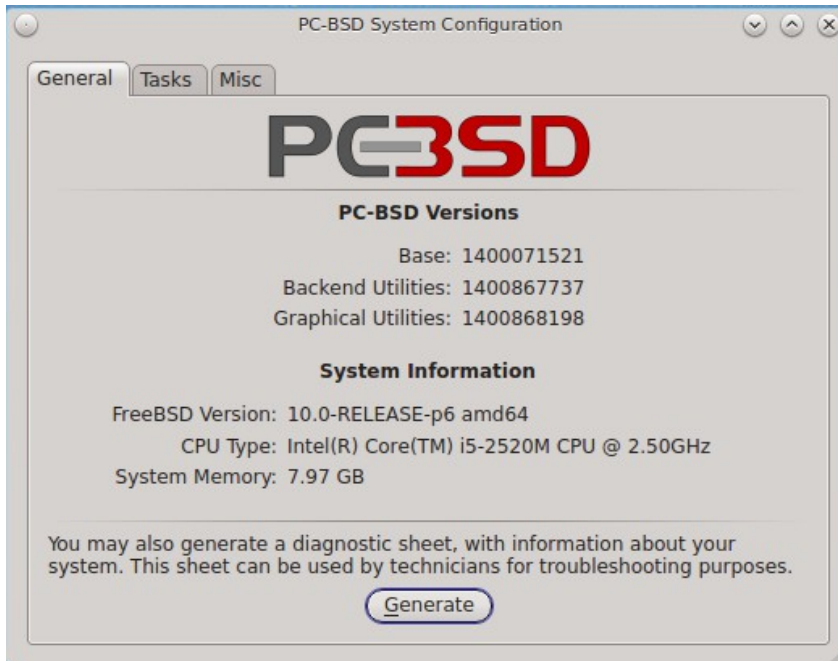 PC-BSD System Configuration
General Tasks Misc
PCBSD
PC-BSD Versions
Base: 1400071521
Backend Utilities: 1400867737
Graphical Utilities: 1400868198
System Information
FreeBSD Version: 10.0-RELEASE-p6 amd64
CPU Type: Intel(R) Core(TM) i5-2520M CPU @ 2.50GHz
System Memory: 7.97 GB
You may also generate a diagnostic sheet, with information about your
system. This sheet can be used by technicians for troubleshooting purposes.
Generate